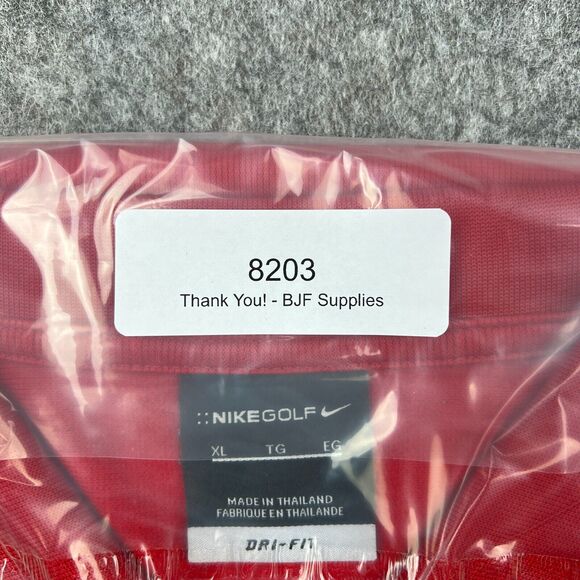 8203
Thank You! - BJF Supplies
::NIKEGOLF
XL TG EG
MADE IN THAILAND
FABRIQUE EN THAILANDE
DRI-FIT